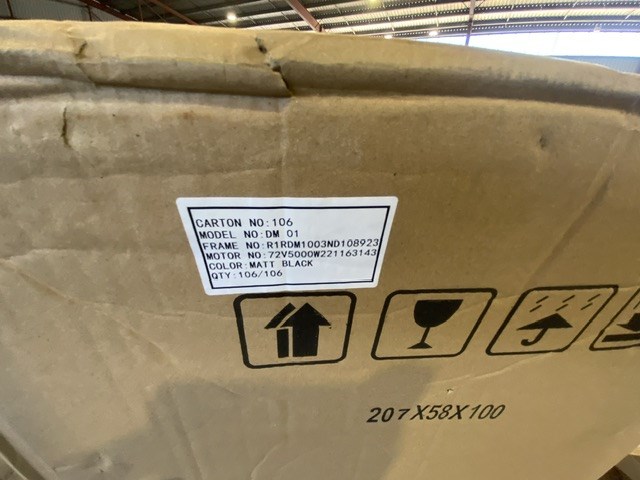 CARTON NO:106
MODEL NO:DM 01
FRAME NO:R1RDM1003ND108923
MOTOR NO:72V5000W221163143
COLOR:MATT BLACK
QTY:106/106
207X58X100